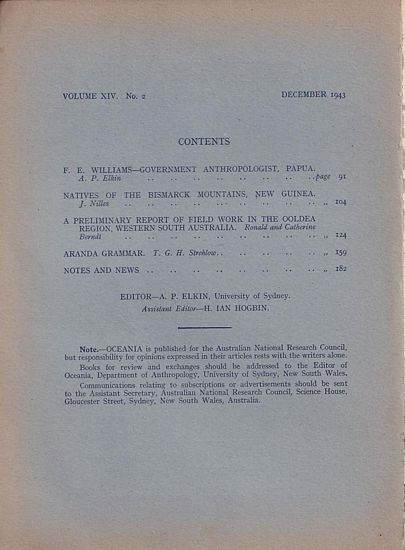 VOLUME XIV. No. 2 DECEMBER 1943
CONTENTS
F. E. WILLIAMS—GOVERNMENT ANTHROPOLOGIST, PAPUA.
A. P. Elkin .. .. .. .. .. .. .. .. ..page 91
NATIVES OF THE BISMARCK MOUNTAINS, NEW GUINEA.
J. Nilles .. .. .. .. .. .. .. .. .. „ 104
A PRELIMINARY REPORT OF FIELD WORK IN THE OOLDEA
REGION, WESTERN SOUTH AUSTRALIA. Ronald and Catherine
Berndt .. .. .. .. .. .. .. .. .. „ 124
ARANDA GRAMMAR. T. G. H. Strehlow.. .. .. .. .. „ 159
NOTES AND NEWS .. .. .. .. .. .. .. .. „ 182
EDITOR—A. P. ELKIN, University of Sydney.
Assistant Editor—H. IAN HOGBIN.
Note.—OCEANIA is published for the Australian National Research Council,
but responsibility for opinions expressed in their articles rests with the writers alone.
Books for review and exchanges should be addressed to the Editor of
Oceania, Department of Anthropology, University of Sydney, New South Wales.
Communications relating to subscriptions or advertisements should be sent
to the Assistant Secretary, Australian National Research Council, Science House,
Gloucester Street, Sydney, New South Wales, Australia.